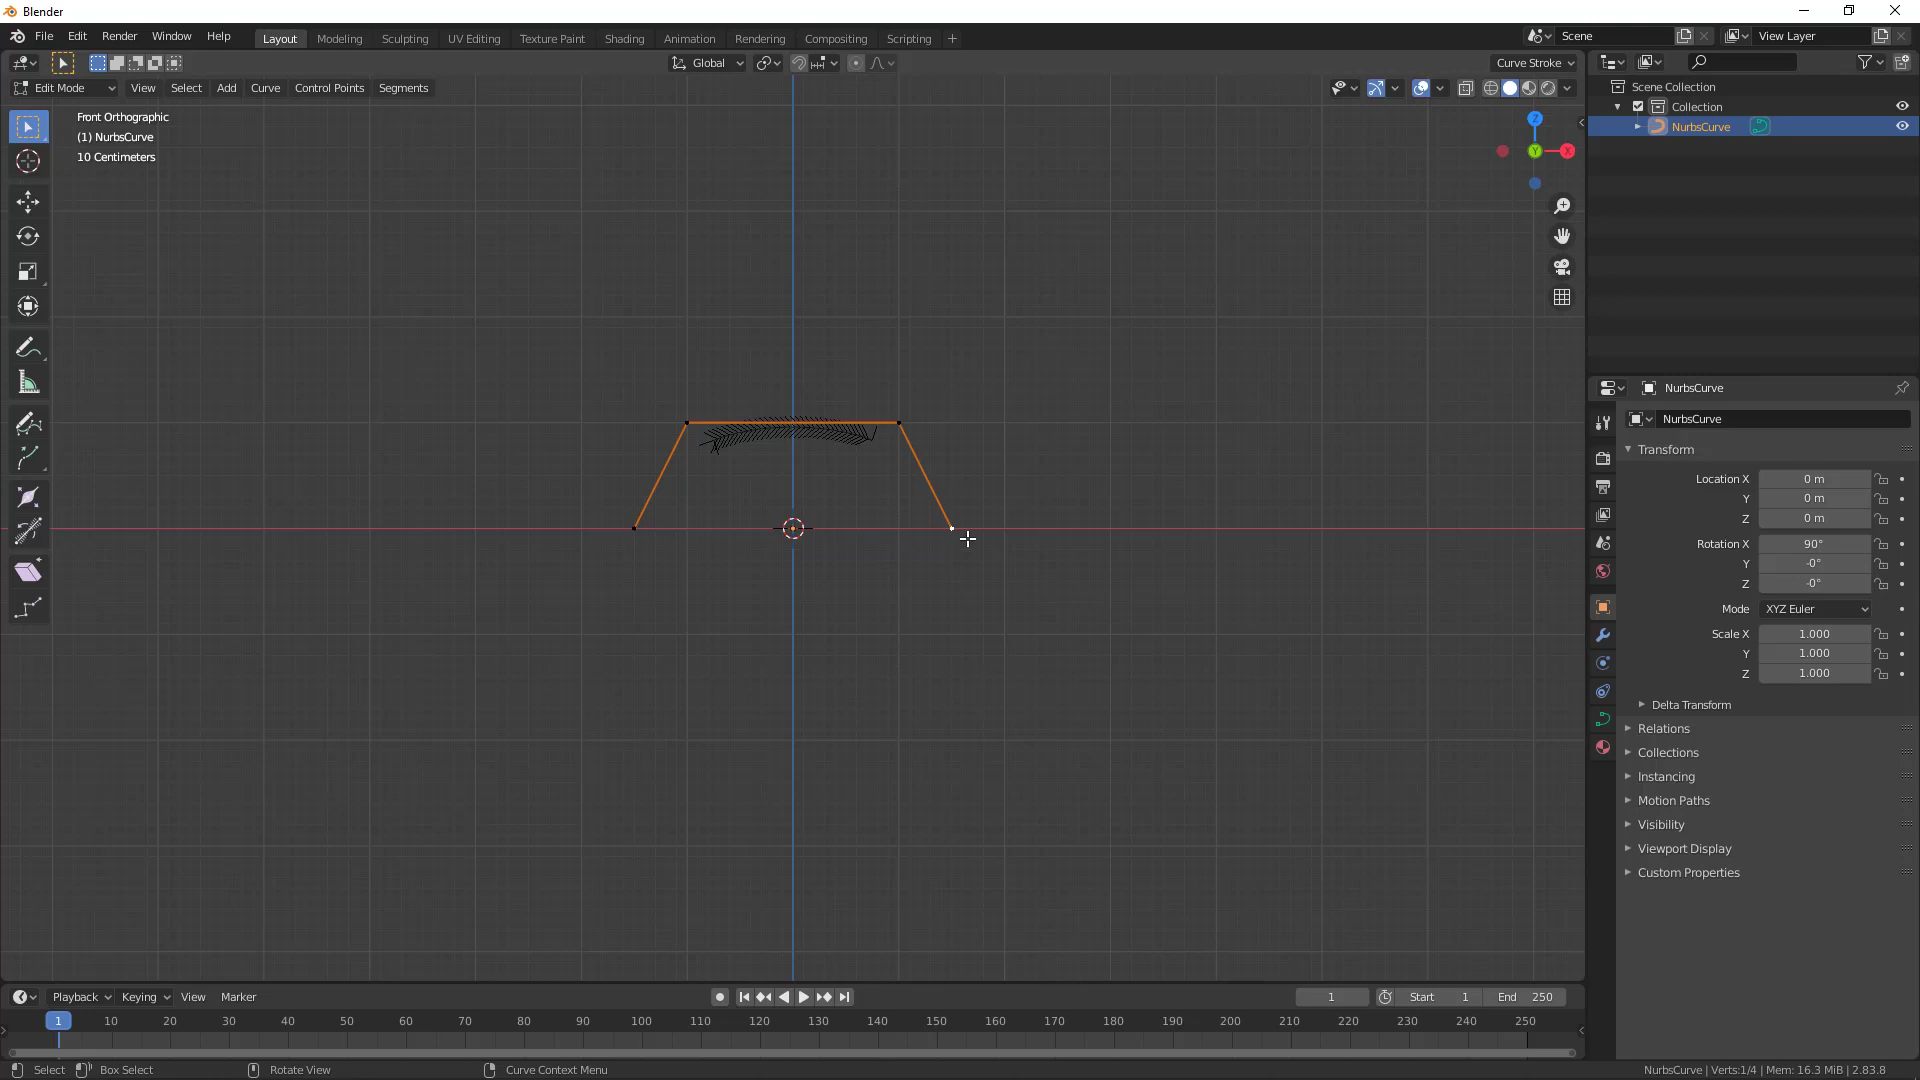 Blender
File Edit Render Window Help
Layout Modeling Sculpting UV Editing Texture Paint Shading Animation Rendering Compositing Scripting +
Scene
View Layer
Global
Curve Stroke
Edit Mode View Select Add Curve Control Points Segments
Front Orthographic
(1) NurbsCurve
10 Centimeters
Z
Y
X
Scene Collection
Collection
NurbsCurve
NurbsCurve
NurbsCurve
Transform
Location X 0 m
Y 0 m
Z 0 m
Rotation X 90°
Y -0°
Z -0°
Mode XYZ Euler
Scale X 1.000
Y 1.000
Z 1.000
Delta Transform
Relations
Collections
Instancing
Motion Paths
Visibility
Viewport Display
Custom Properties
Playback Keying View Marker
1
Start 1 End 250
1 10 20 30 40 50 60 70 80 90 100 110 120 130 140 150 160 170 180 190 200 210 220 230 240 250
Select Box Select Rotate View Curve Context Menu
NurbsCurve | Verts:1/4 | Mem: 16.3 MiB | 2.83.8